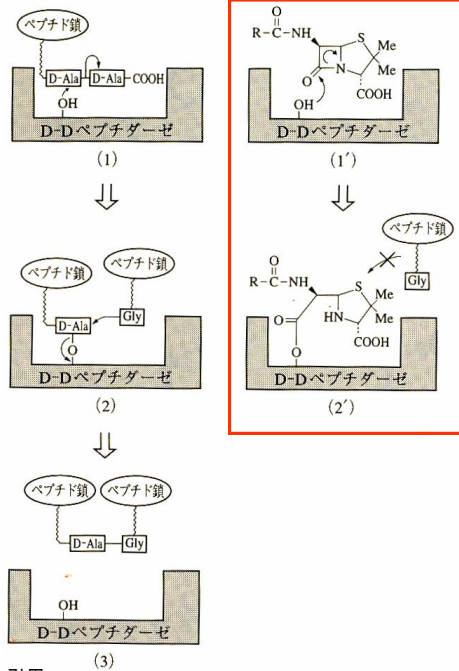 ペプチド鎖
D-Ala
D-Ala
COOH
OH
D-Dペプチダーゼ
(1)
ペプチド鎖
ペプチド鎖
Gly
D-Ala
O
D-Dペプチダーゼ
(2)
ペプチド鎖
ペプチド鎖
D-Ala
Gly
OH
D-Dペプチダーゼ
(3)
O
R-C-NH
S
Me
Me
N
O
COOH
OH
D-Dペプチダーゼ
(1′)
ペプチド鎖
Gly
O
R-C-NH
S
Me
Me
HN
O
COOH
O
D-Dペプチダーゼ
(2′)